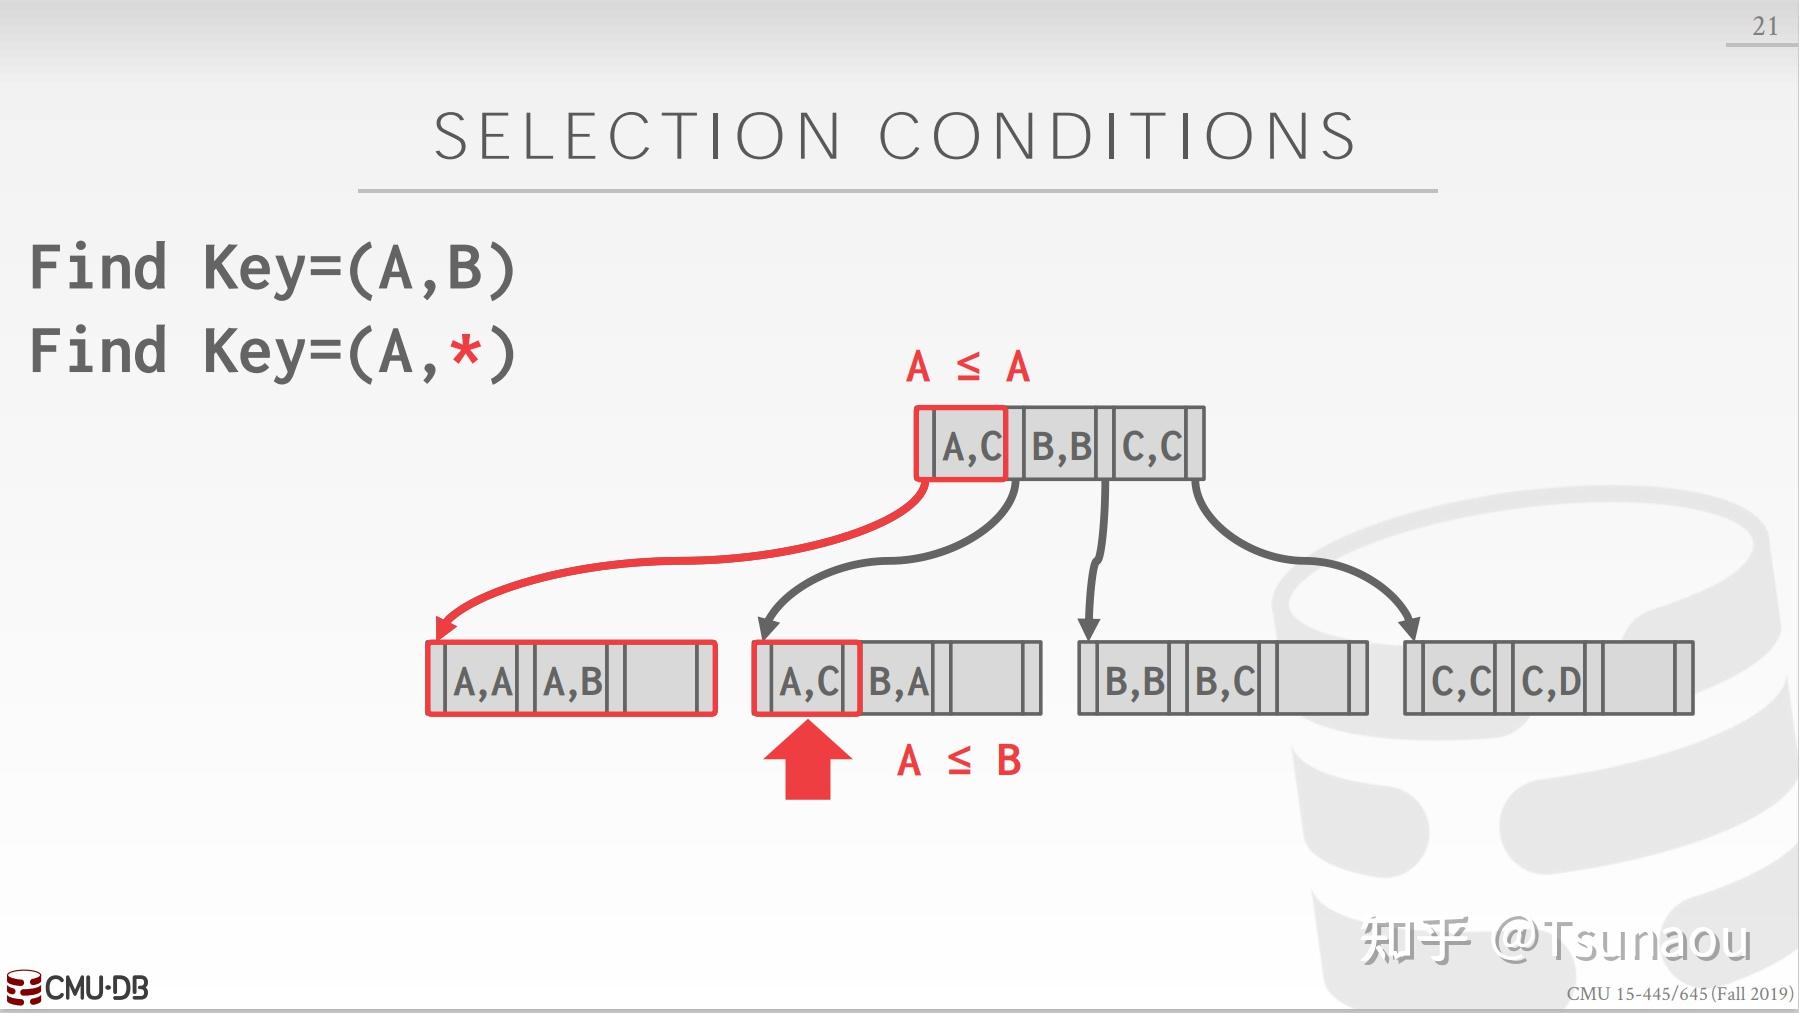 21
SELECTION CONDITIONS
Find Key=(A,B)
Find Key=(A,*)
A ≤ A
A,C B,B C,C
A,A A,B A,C B,A B,B B,C C,C C,D
A ≤ B
知乎 @Tsunaou
CMU·DB
CMU 15-445/645 (Fall 2019)